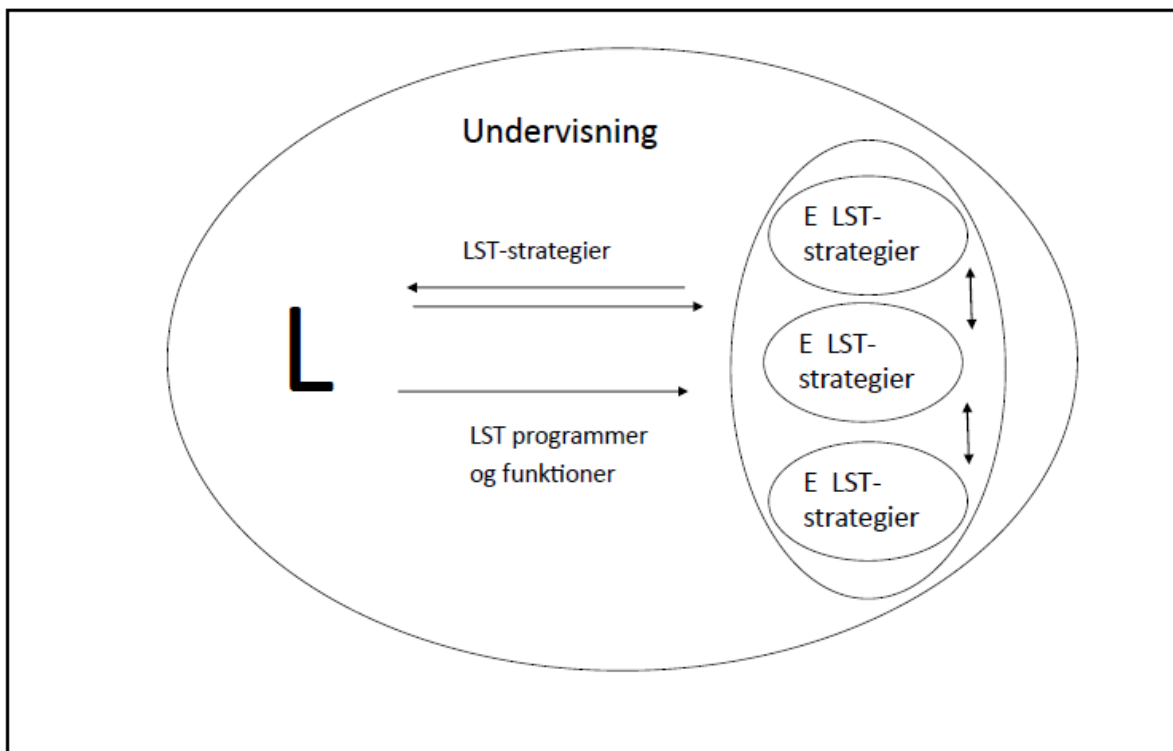 Undervisning
LST-strategier
L
LST programmer
og funktioner
E LST-
strategier
E LST-
strategier
E LST-
strategier